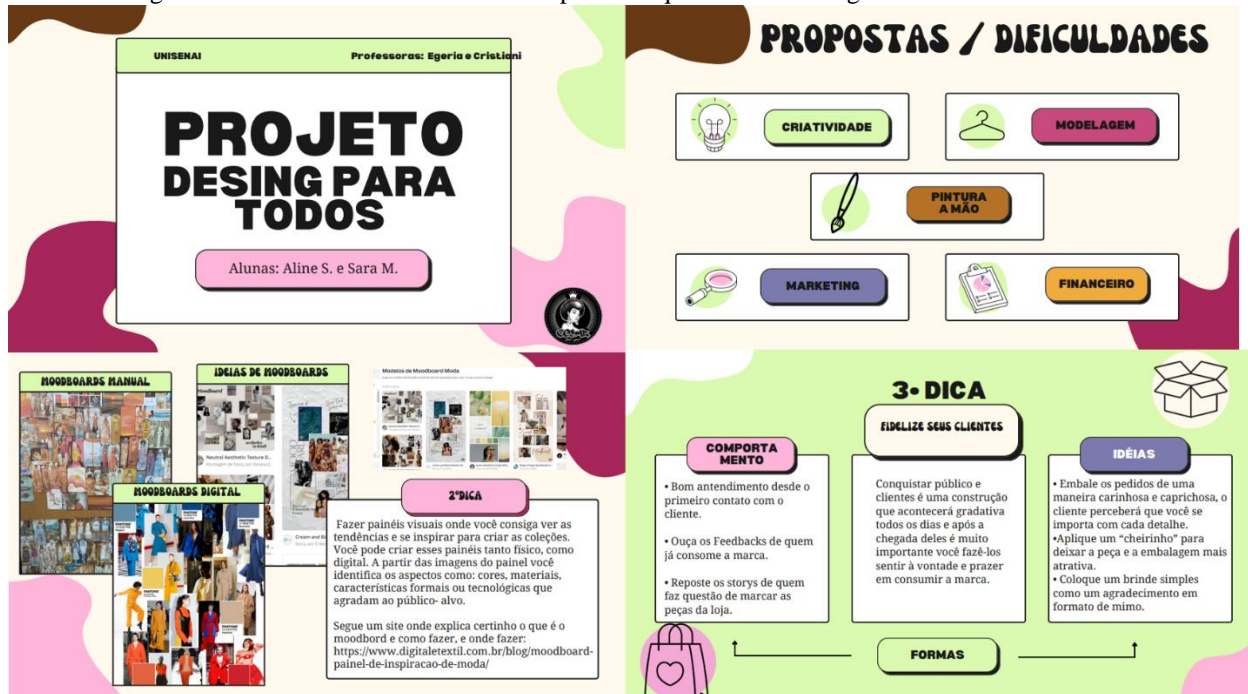 UNISENAI
Professoras: Egeria e Cristiani
PROJETO
DESING PARA
TODOS
Alunas: Aline S. e Sara M.
PROPOSTAS / DIFICULDADES
CRIATIVIDADE
MODELAGEM
PINTURA
A MÃO
MARKETING
FINANCEIRO
MOODBOARDS MANUAL
IDEIAS DE MOODBOARDS
Modelos de Moodboard Moda
MOODBOARDS DIGITAL
2ºDICA
Fazer painéis visuais onde você consiga ver as
tendências e se inspirar para criar as coleções.
Você pode criar esses painéis tanto físico, como
digital. A partir das imagens do painel você
identifica os aspectos como: cores, materiais,
características formais ou tecnológicas que
agradam ao público- alvo.
Segue um site onde explica certinho o que é o
moodbord e como fazer, e onde fazer:
https://www.digitaletextil.com.br/blog/moodboard-
painel-de-inspiracao-de-moda/
3• DICA
FIDELIZE SEUS CLIENTES
COMPORTA
MENTO
• Bom antendimento desde o
primeiro contato com o
cliente.
• Ouça os Feedbacks de quem
já consome a marca.
• Reposte os storys de quem
faz questão de marcar as
peças da loja.
Conquistar público e
clientes é uma construção
que acontecerá gradativa
todos os dias e após a
chegada deles é muito
importante você fazê-los
sentir à vontade e prazer
em consumir a marca.
IDÉIAS
• Embale os pedidos de uma
maneira carinhosa e caprichosa, o
cliente perceberá que você se
importa com cada detalhe.
•Aplique um “cheirinho” para
deixar a peça e a embalagem mais
atrativa.
• Coloque um brinde simples
como um agradecimento em
formato de mimo.
FORMAS